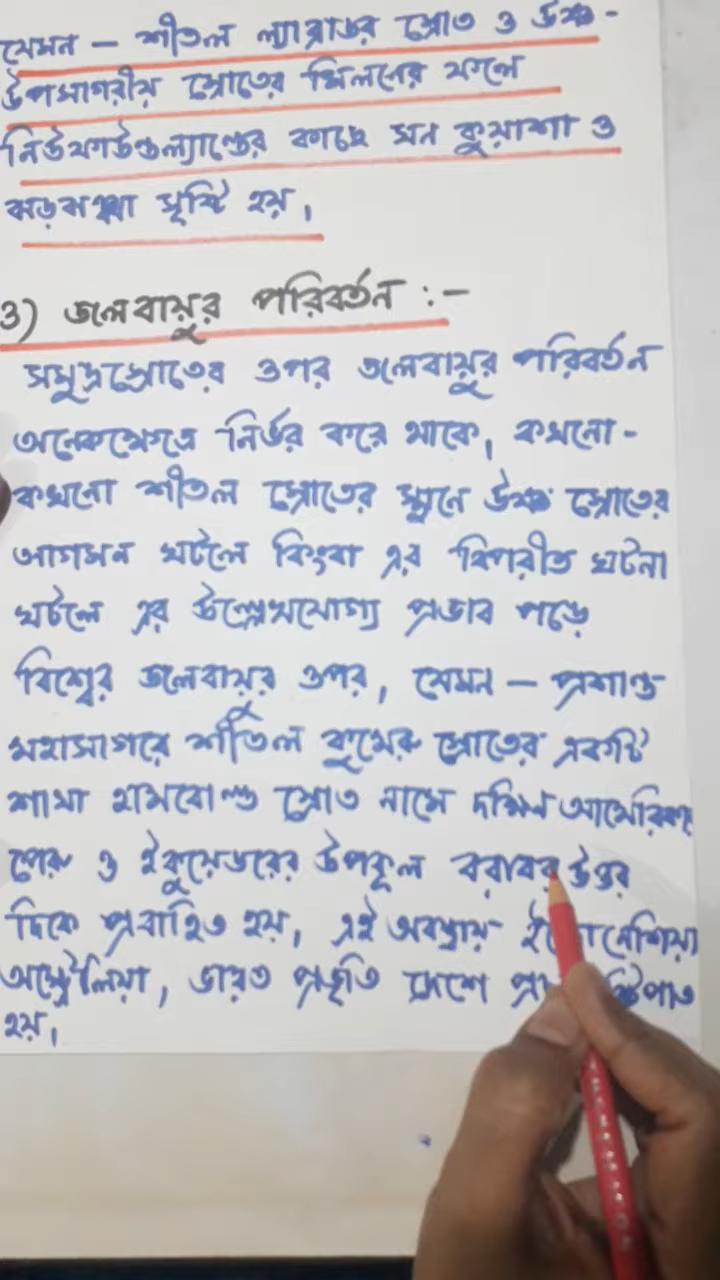 যেমন – শীতল ল্যাব্রাডর স্রোত ও উষ্ণ -
উপসাগরীয় স্রোতের মিলনের ফলে
নিউফাউন্ডল্যান্ডের কাছে ঘন কুয়াশা ও
ঝড়ঝঞ্ঝা সৃষ্টি হয়।
৩) জলবায়ুর পরিবর্তন :-
সমুদ্রস্রোতের ওপর জলবায়ুর পরিবর্তন
অনেকক্ষেত্রে নির্ভর করে থাকে, কখনো -
কখনো শীতল স্রোতের স্থানে উষ্ণ স্রোতের
আগমন ঘটলে কিংবা এর বিপরীত ঘটনা
ঘটলে এর উল্লেখযোগ্য প্রভাব পড়ে
বিশ্বের জলবায়ুর ওপর, যেমন – প্রশান্ত
মহাসাগরে শীতল কুমেরু স্রোতের একটি
শাখা হামবোল্ড স্রোত নামে দক্ষিন আমেরিকার
পেরু ও ইকুয়েডরের উপকূল বরাবর উত্তর
দিকে প্রবাহিত হয়, এই অবস্থায়
অস্ট্রেলিয়া, ভারত প্রভৃতি দেশে
হয়।